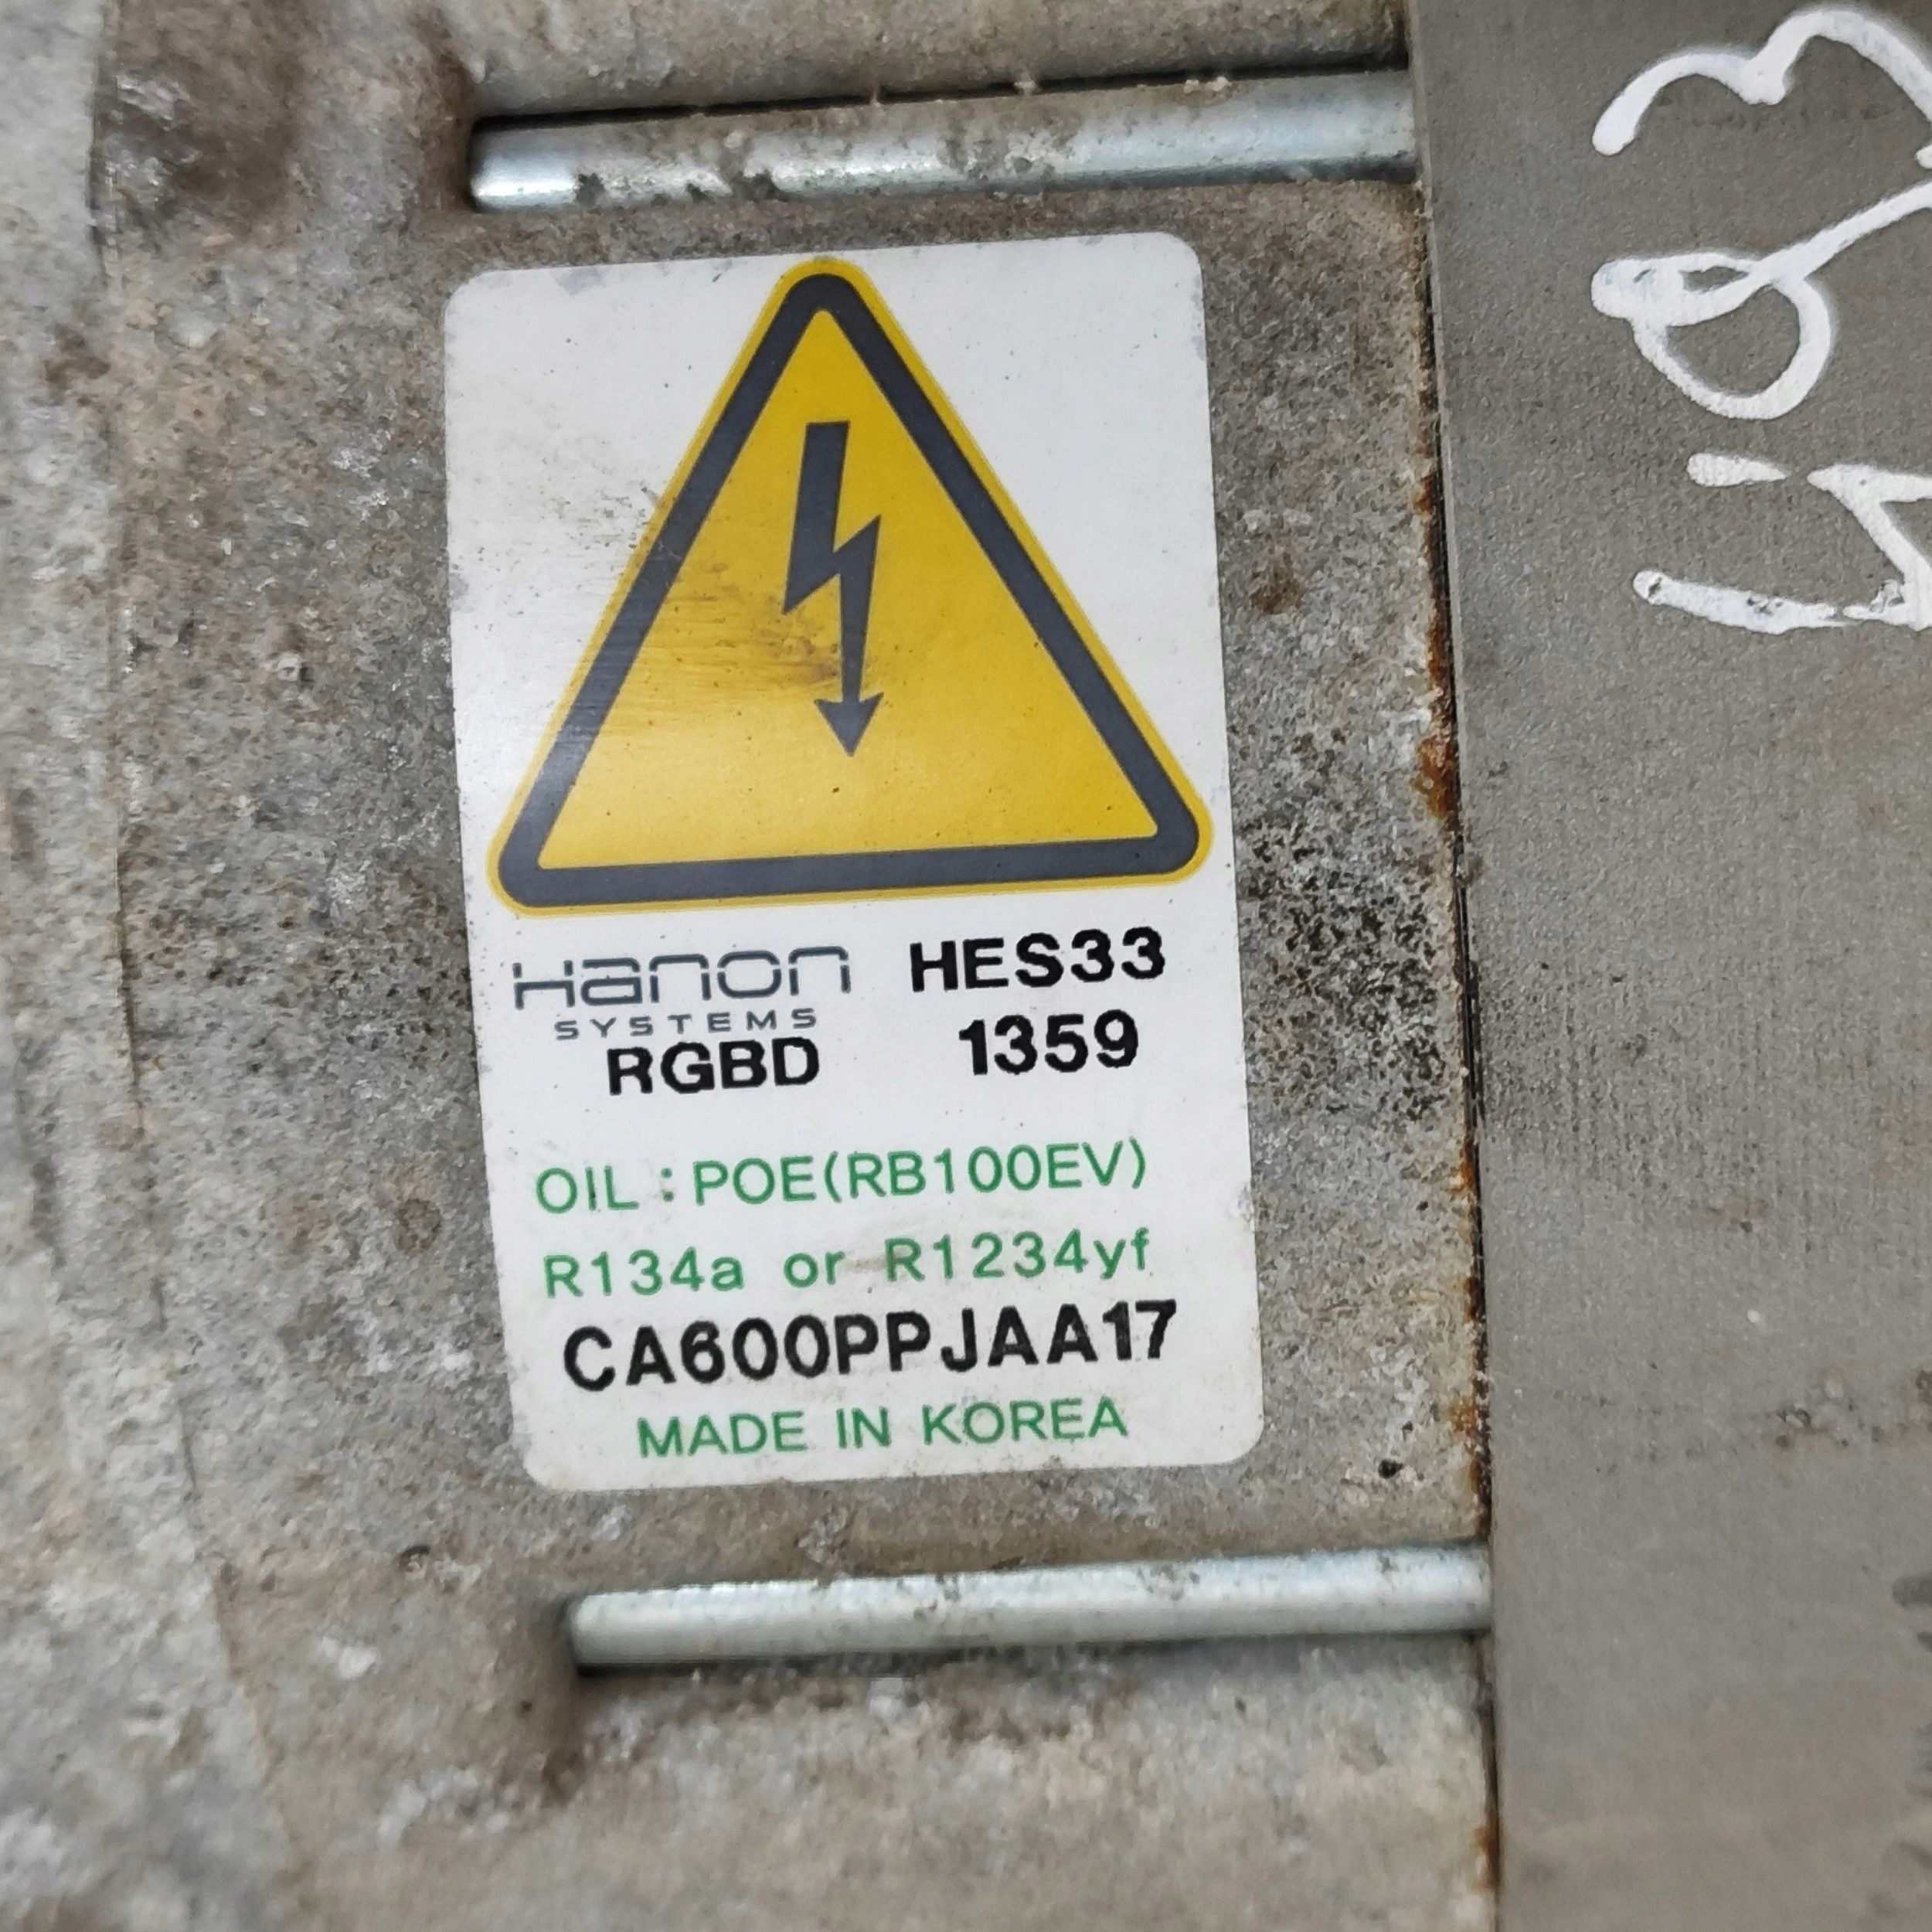 Hanon HES33
SYSTEMS
RGBD 1359
OIL : POE(RB100EV)
R134a or R1234yf
CA600PPJAA17
MADE IN KOREA